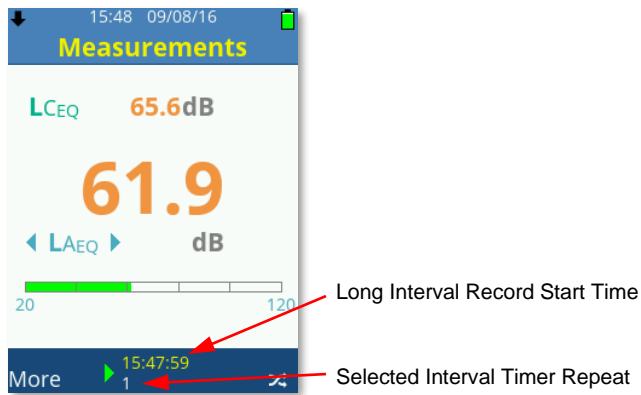 15:48 09/08/16
Measurements
LCEQ 65.6dB
61.9
LAEQ dB
20 120
Long Interval Record Start Time
15:47:59
More 1
Selected Interval Timer Repeat